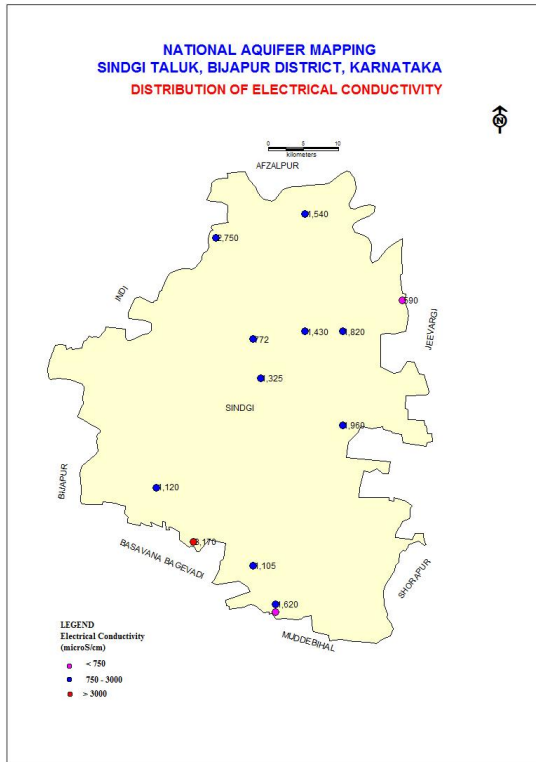 NATIONAL AQUIFER MAPPING
SINDGI TALUK, BIJAPUR DISTRICT, KARNATAKA
DISTRIBUTION OF ELECTRICAL CONDUCTIVITY
N
0 5 10
kilometers
AFZALPUR
1,540
2,750
INDI
590
JEEVARGI
1,430
1,820
772
1,325
SINDGI
1,960
BIJAPUR
1,120
3,170
BASAVANA BAGEVADI
1,105
SHORAPUR
1,620
MUDDEBIHAL
LEGEND
Electrical Conductivity
(microS/cm)
< 750
750 - 3000
> 3000